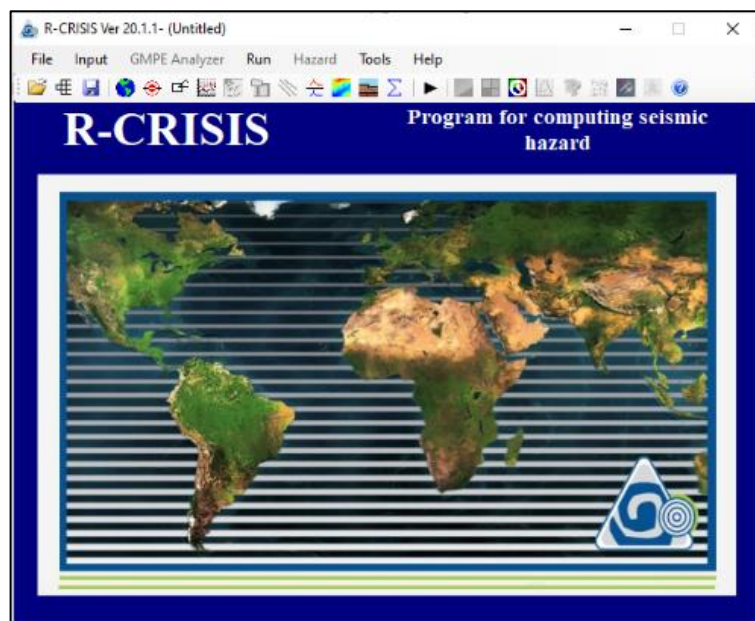 R-CRISIS Ver 20.1.1- (Untitled)
File Input GMPE Analyzer Run Hazard Tools Help
R-CRISIS
Program for computing seismic
hazard